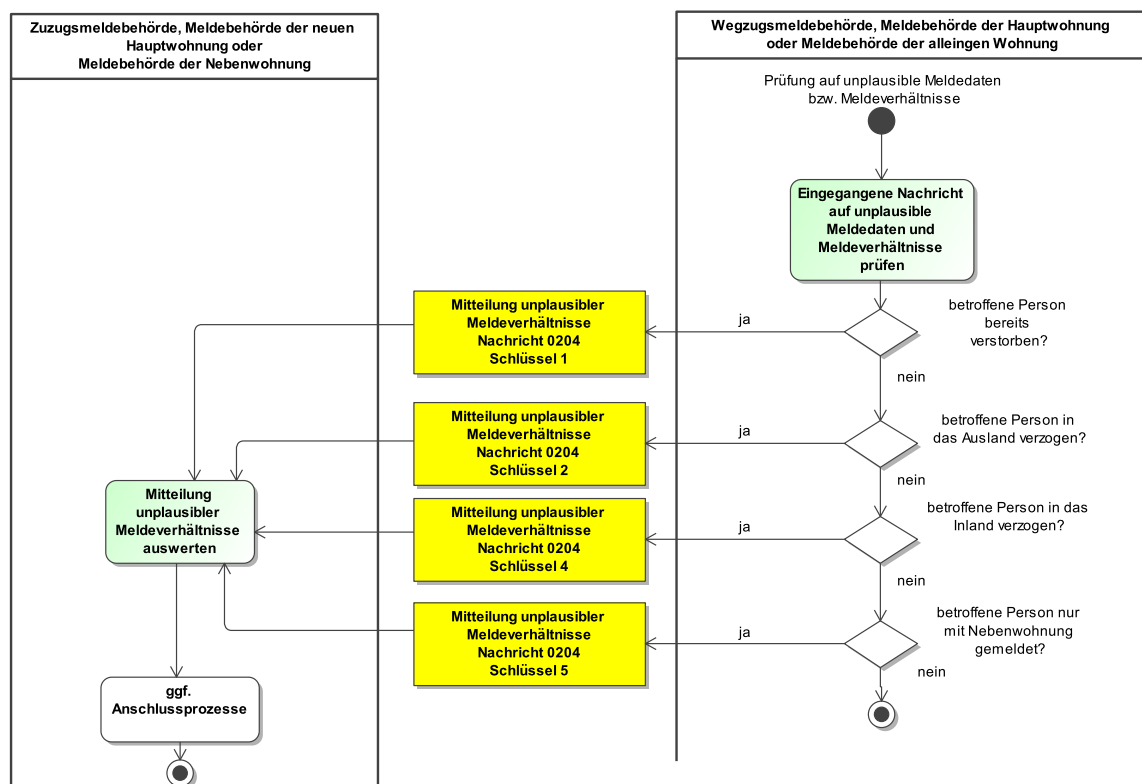 Zuzugsmeldebehörde, Meldebehörde der neuen
Hauptwohnung oder
Meldebehörde der Nebenwohnung
Wegzugsmeldebehörde, Meldebehörde der Hauptwohnung
oder Meldebehörde der alleingen Wohnung
Prüfung auf unplausible Meldedaten
bzw. Meldeverhältnisse
Eingegangene Nachricht
auf unplausible
Meldedaten und
Meldeverhältnisse
prüfen
betroffene Person
bereits
verstorben?
ja
nein
Mitteilung unplausibler
Meldeverhältnisse
Nachricht 0204
Schlüssel 1
betroffene Person in
das Ausland verzogen?
ja
nein
Mitteilung unplausibler
Meldeverhältnisse
Nachricht 0204
Schlüssel 2
betroffene Person in das
Inland verzogen?
ja
nein
Mitteilung unplausibler
Meldeverhältnisse
Nachricht 0204
Schlüssel 4
betroffene Person nur
mit Nebenwohnung
gemeldet?
ja
nein
Mitteilung unplausibler
Meldeverhältnisse
Nachricht 0204
Schlüssel 5
Mitteilung
unplausibler
Meldeverhältnisse
auswerten
ggf.
Anschlussprozesse